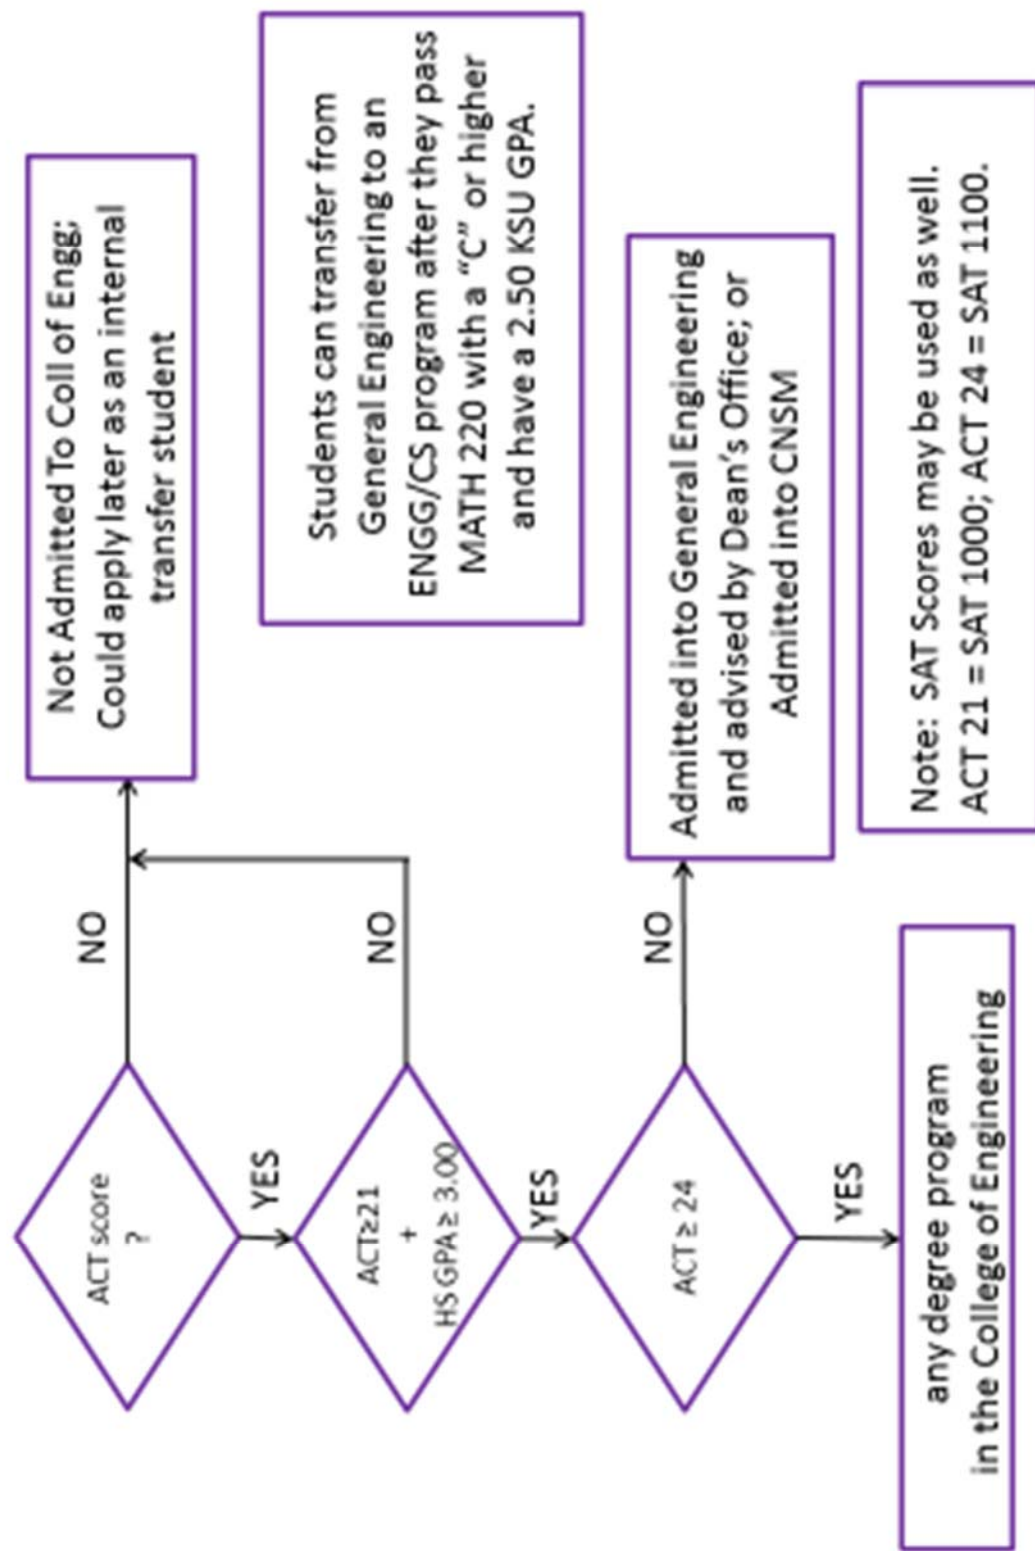 ACT score
?
NO
Not Admitted To Coll of Engg;
Could apply later as an internal
transfer student
YES
ACT≥21
+
HS GPA ≥ 3.00
NO
Students can transfer from
General Engineering to an
ENGG/CS program after they pass
MATH 220 with a “C” or higher
and have a 2.50 KSU GPA.
YES
ACT ≥ 24
NO
Admitted into General Engineering
and advised by Dean’s Office; or
Admitted into CNSM
YES
any degree program
in the College of Engineering
Note: SAT Scores may be used as well.
ACT 21 = SAT 1000; ACT 24 = SAT 1100.